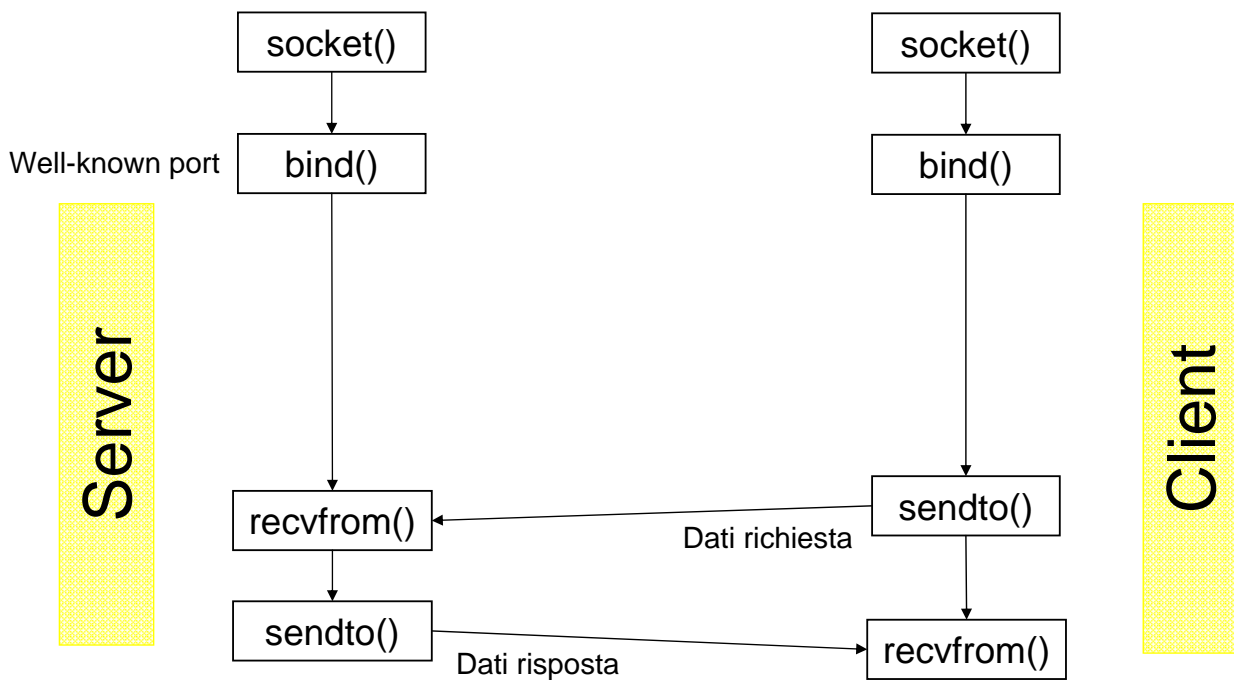 socket()
socket()
Well-known port
bind()
bind()
Server
Client
recvfrom()
sendto()
Dati richiesta
sendto()
Dati risposta
recvfrom()